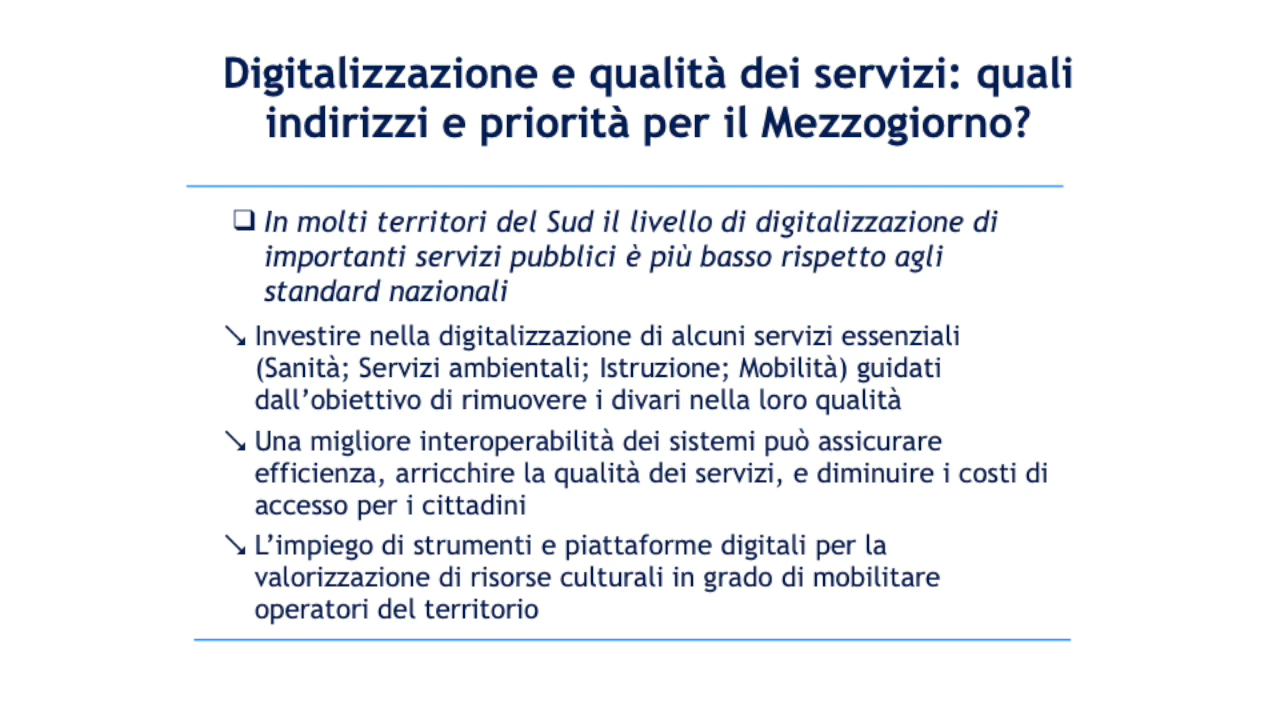 Digitalizzazione e qualità dei servizi: quali
indirizzi e priorità per il Mezzogiorno?
❑ In molti territori del Sud il livello di digitalizzazione di
importanti servizi pubblici è più basso rispetto agli
standard nazionali
↘ Investire nella digitalizzazione di alcuni servizi essenziali
(Sanità; Servizi ambientali; Istruzione; Mobilità) guidati
dall’obiettivo di rimuovere i divari nella loro qualità
↘ Una migliore interoperabilità dei sistemi può assicurare
efficienza, arricchire la qualità dei servizi, e diminuire i costi di
accesso per i cittadini
↘ L’impiego di strumenti e piattaforme digitali per la
valorizzazione di risorse culturali in grado di mobilitare
operatori del territorio